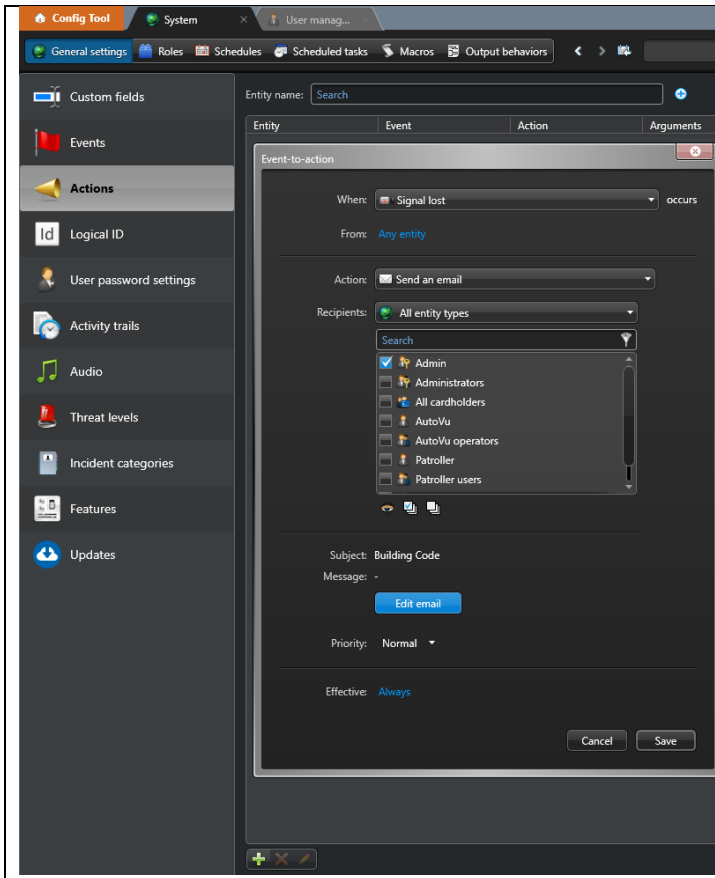 Config Tool System × User manag... ×
General settings Roles Schedules Scheduled tasks Macros Output behaviors
Custom fields
Events
Actions
Id Logical ID
User password settings
Activity trails
Audio
Threat levels
Incident categories
Features
Updates
Entity name: Search
Entity Event Action Arguments
Event-to-action
When: Signal lost occurs
From: Any entity
Action: Send an email
Recipients: All entity types
Search
Admin
Administrators
All cardholders
AutoVu
AutoVu operators
Patroller
Patroller users
Subject: Building Code
Message: -
Edit email
Priority: Normal
Effective: Always
Cancel Save